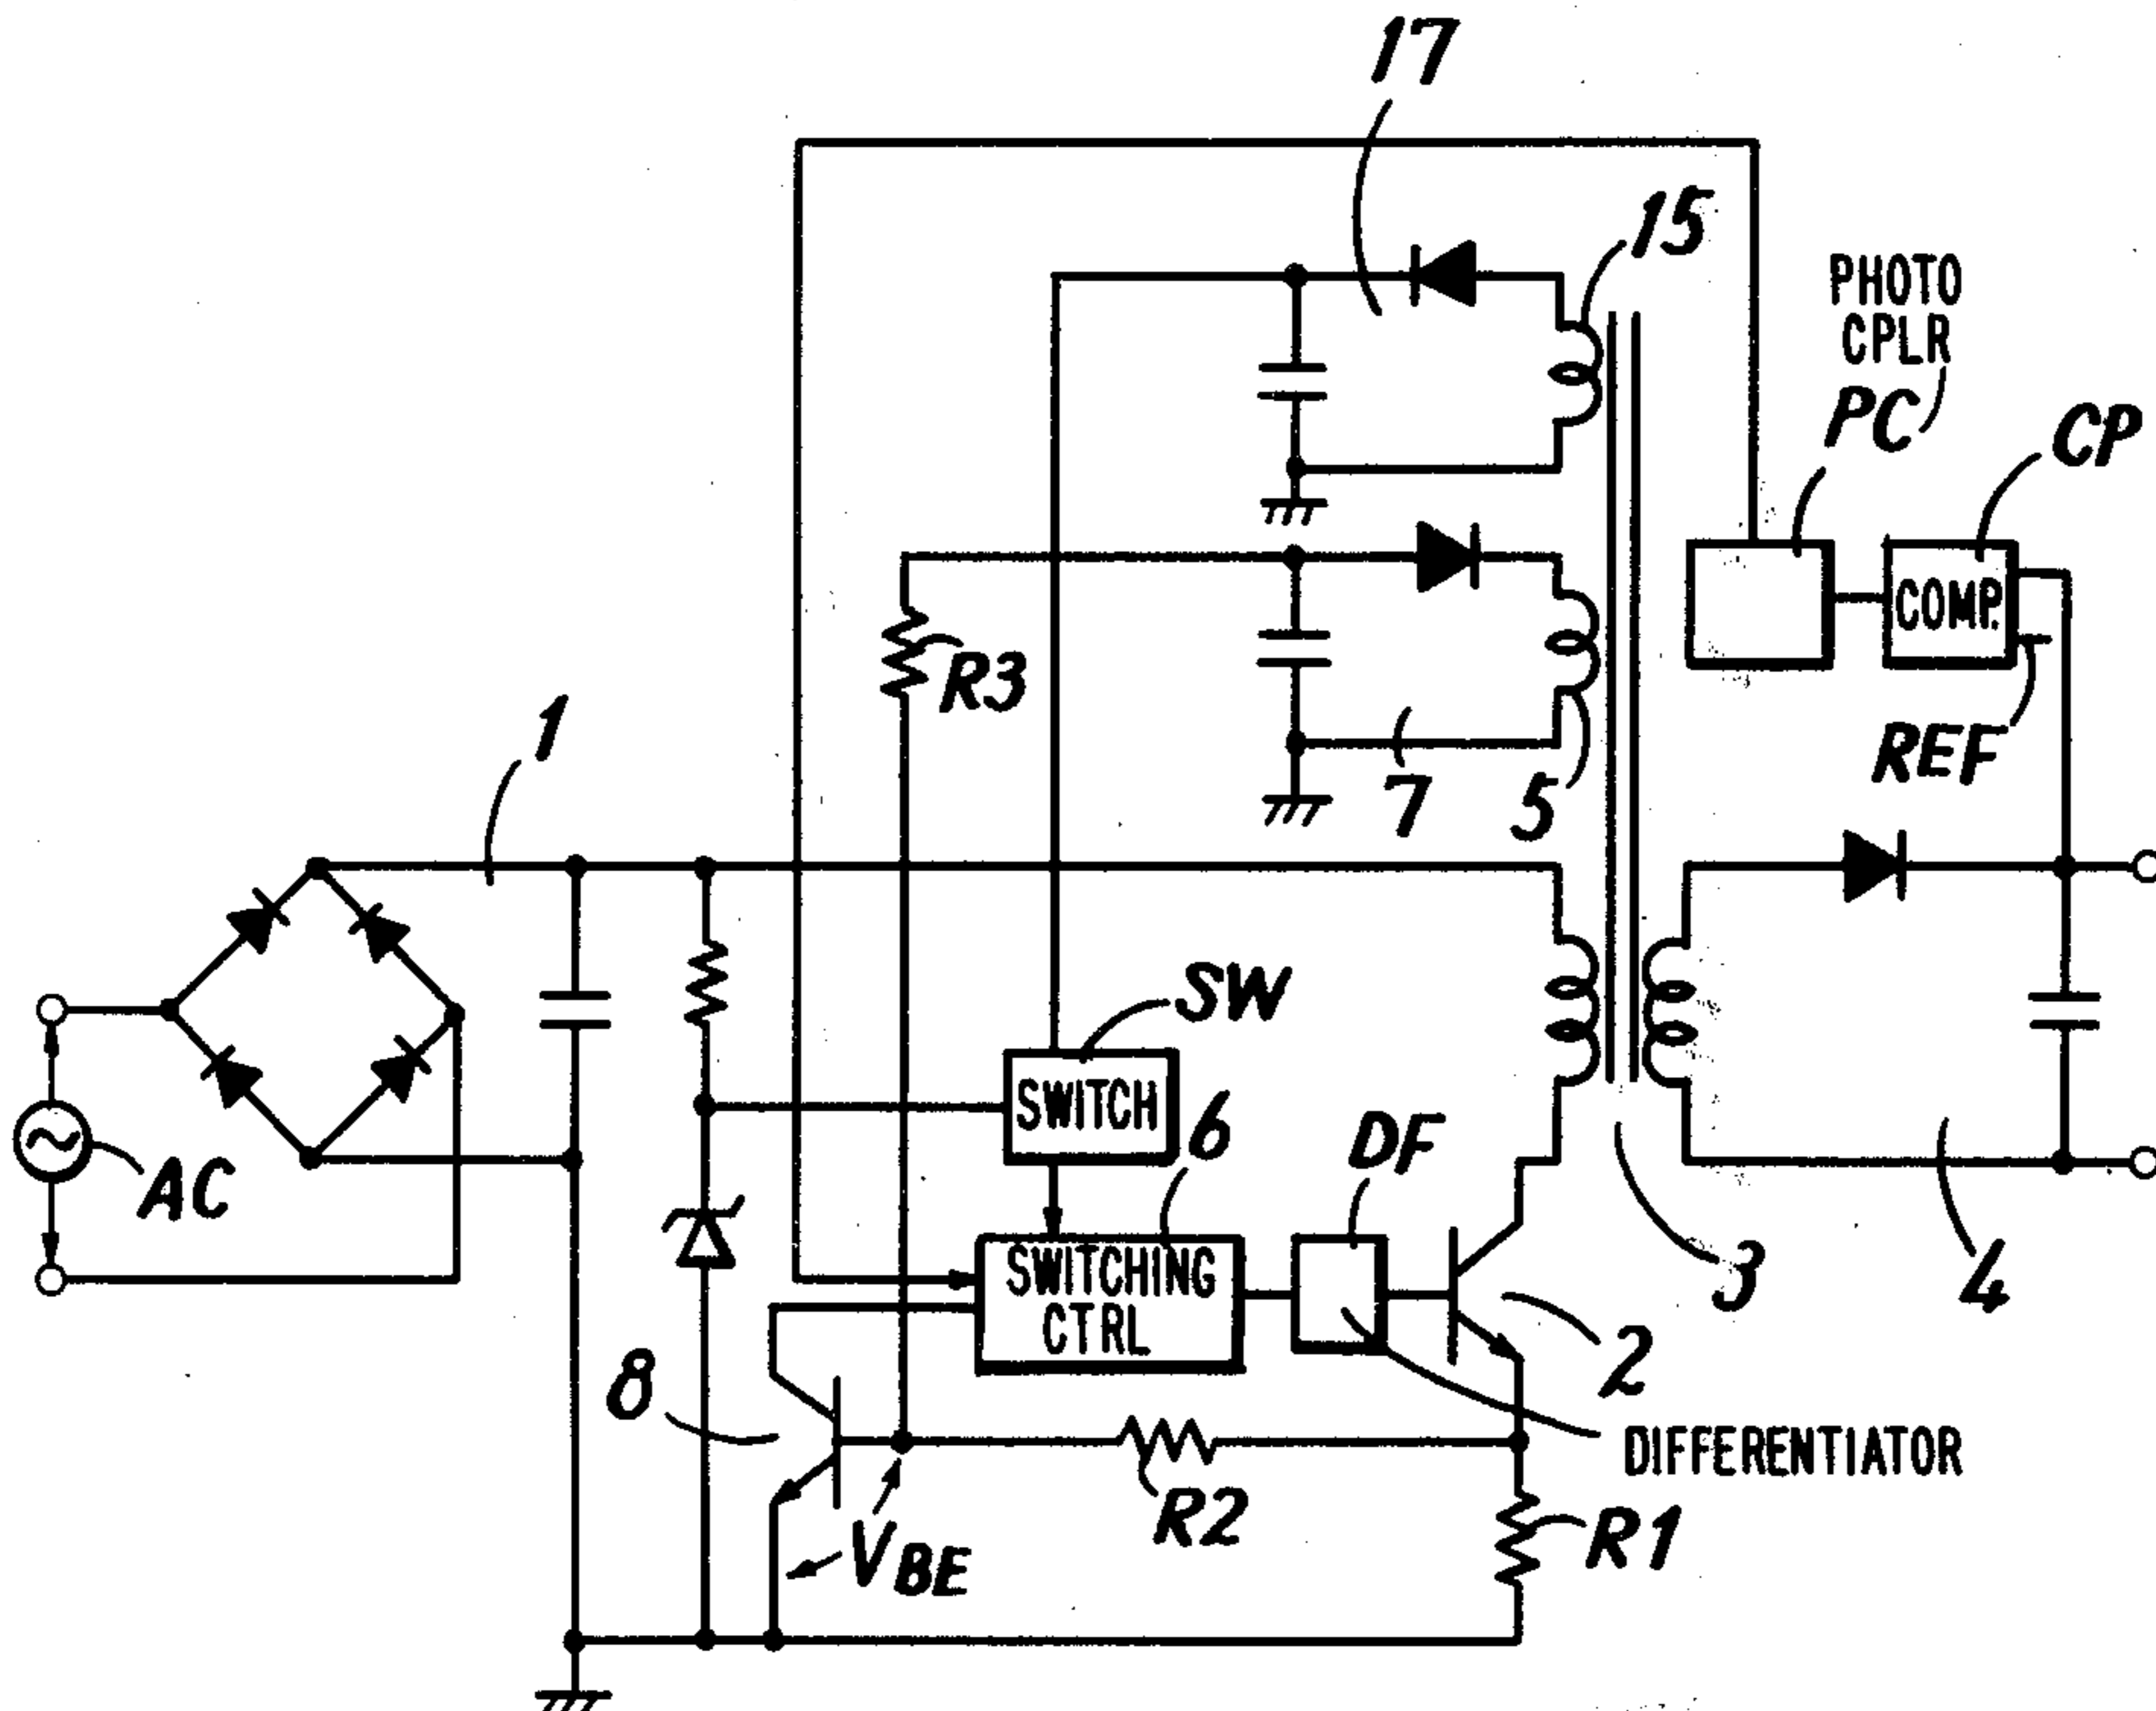 17
15
PHOTO
CPLR
PC
CP
COMP.
R3
REF
1
7
5
SW
SWITCH
6
DF
AC
SWITCHING
CTRL
3
4
2
8
DIFFERENTIATOR
R2
R1
VBE